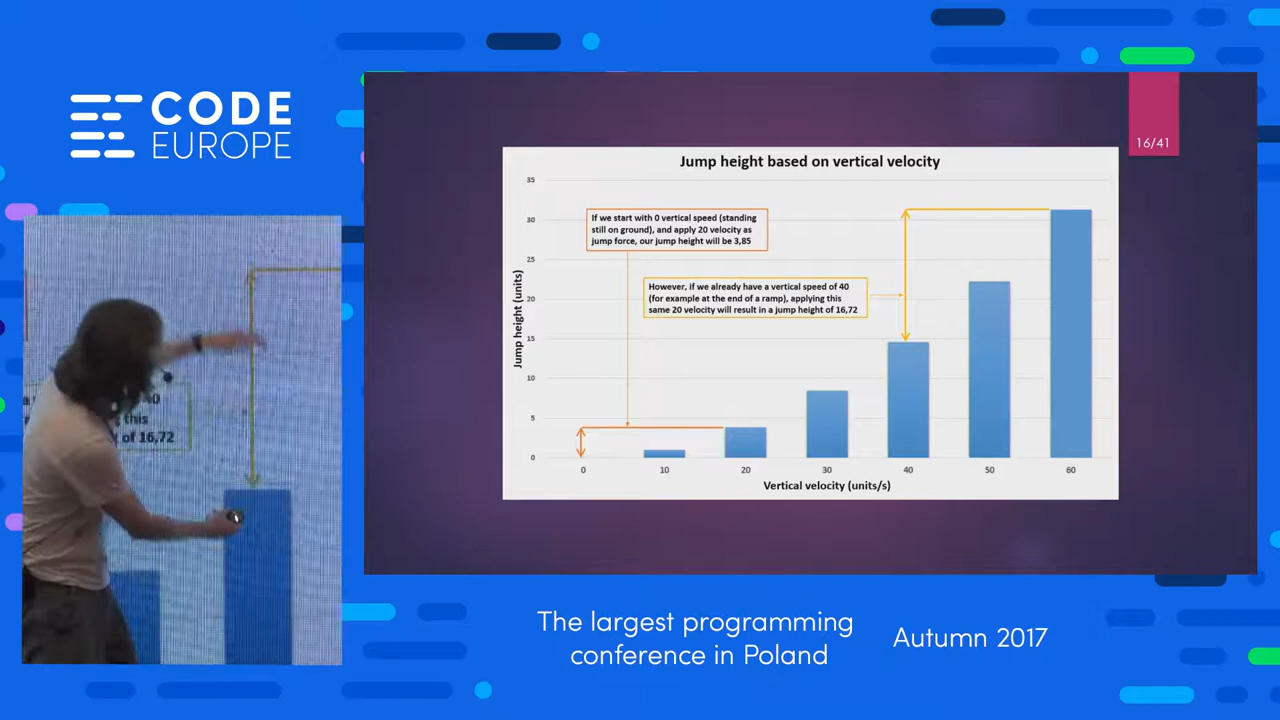 CODE
EUROPE
16/41
Jump height based on vertical velocity
35
30
25
20
15
10
5
0
Jump height (units)
If we start with 0 vertical speed (standing
still on ground), and apply 20 velocity as
jump force, our jump height will be 3,85
However, if we already have a vertical speed of 40
(for example at the end of a ramp), applying this
same 20 velocity will result in a jump height of 16,72
0 10 20 30 40 50 60
Vertical velocity (units/s)
40
this
of 16,72
The largest programming
conference in Poland
Autumn 2017